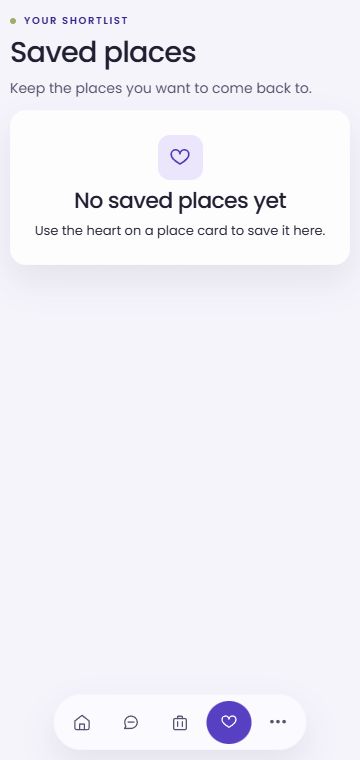 YOUR SHORTLIST
Saved places
Keep the places you want to come back to.
No saved places yet
Use the heart on a place card to save it here.